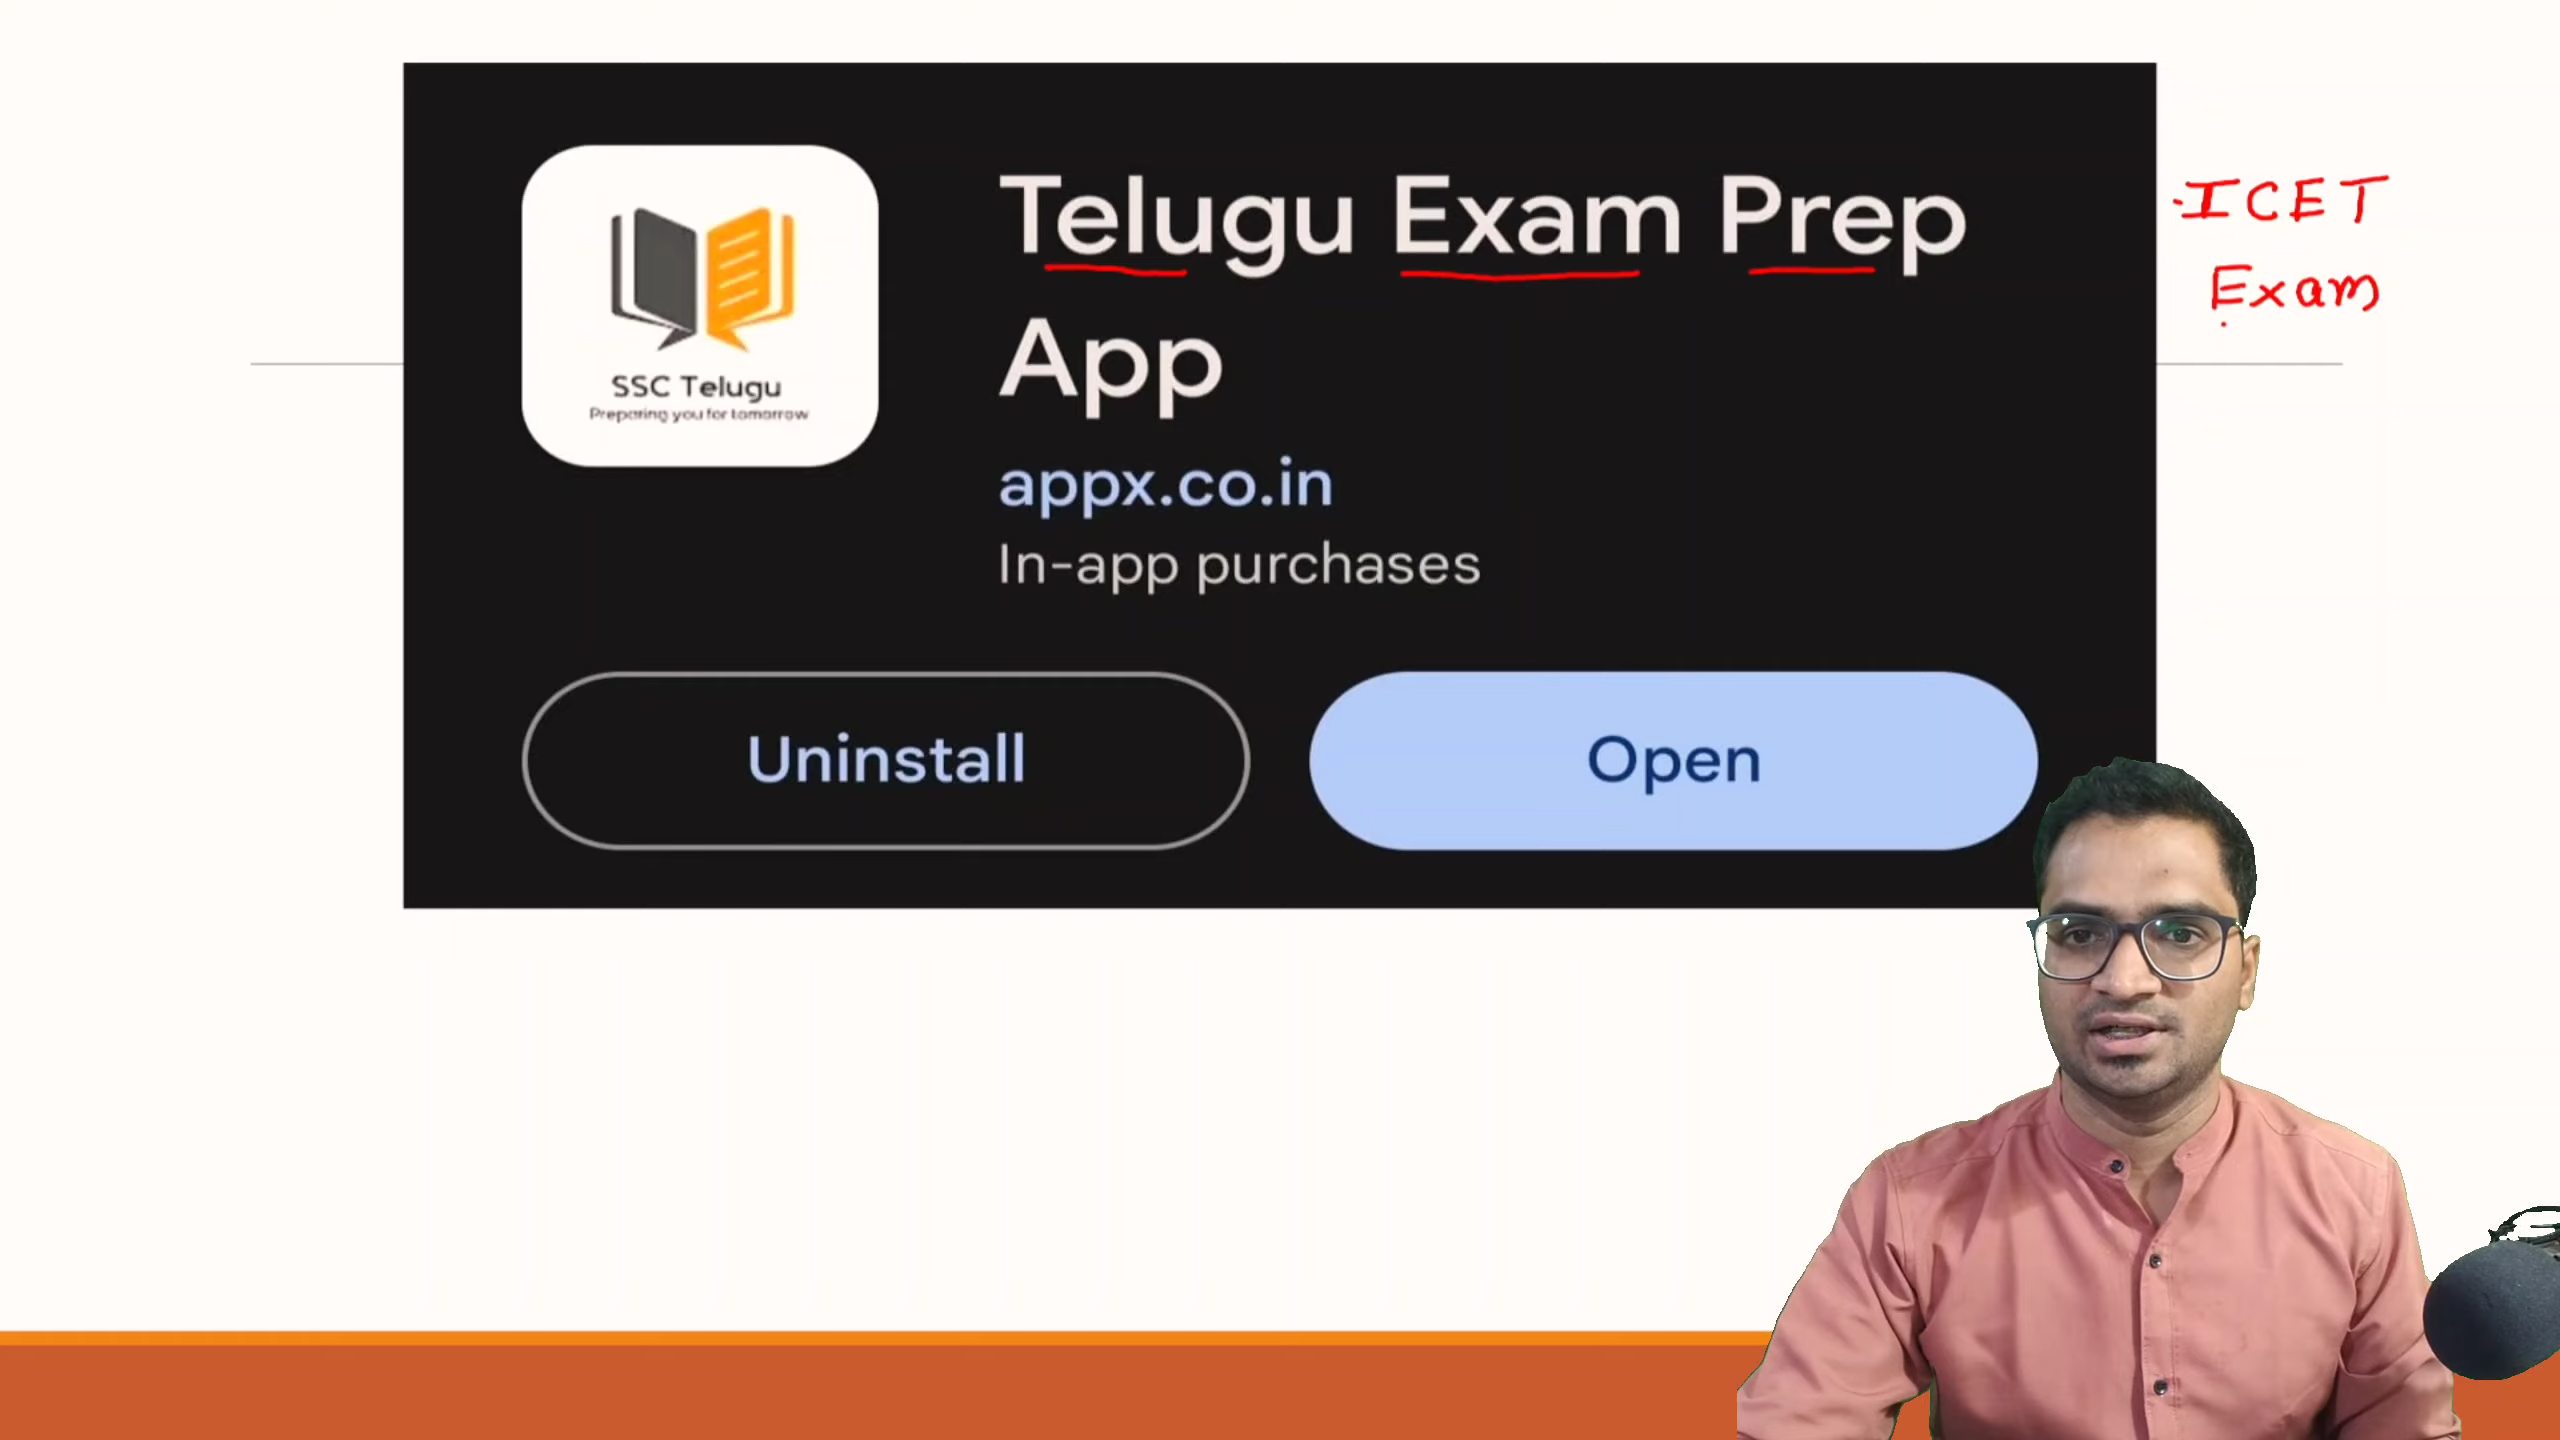 Telugu Exam Prep
App
SSC Telugu
Preparing you for tomorrow
appx.co.in
In-app purchases
Uninstall
Open
ICET
Exam